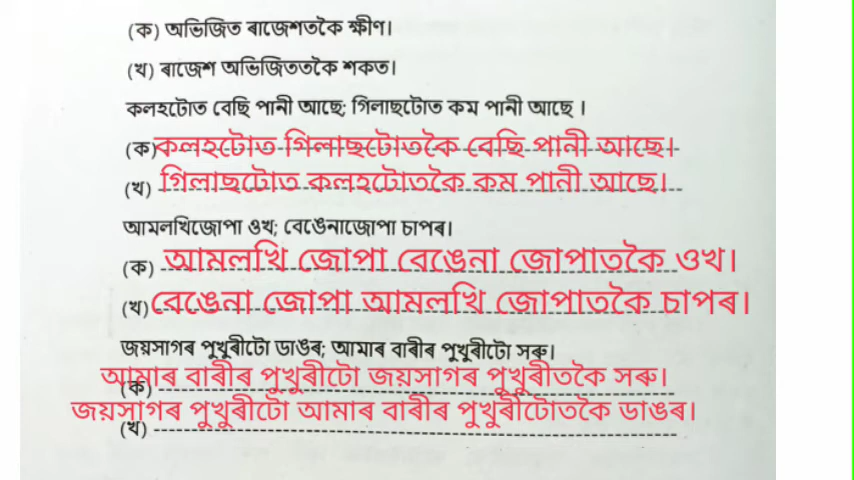 (ক) অভিজিত ৰাজেশতকৈ ক্ষীণ।
(খ) ৰাজেশ অভিজিততকৈ শকত।
কলহটোত বেছি পানী আছে; গিলাছটোত কম পানী আছে ।
(ক) কলহটোত গিলাছটোতকৈ বেছি পানী আছে।
(খ) গিলাছটোত কলহটোতকৈ কম পানী আছে।
আমলখিজোপা ওখ; বেঙেনাজোপা চাপৰ।
(ক) আমলখি জোপা বেঙেনা জোপাতকৈ ওখ।
(খ) বেঙেনা জোপা আমলখি জোপাতকৈ চাপৰ।
জয়সাগৰ পুখুৰীটো ডাঙৰ; আমাৰ বাৰীৰ পুখুৰীটো সৰু।
(ক) আমাৰ বাৰীৰ পুখুৰীটো জয়সাগৰ পুখুৰীতকৈ সৰু।
(খ) জয়সাগৰ পুখুৰীটো আমাৰ বাৰীৰ পুখুৰীটোতকৈ ডাঙৰ।